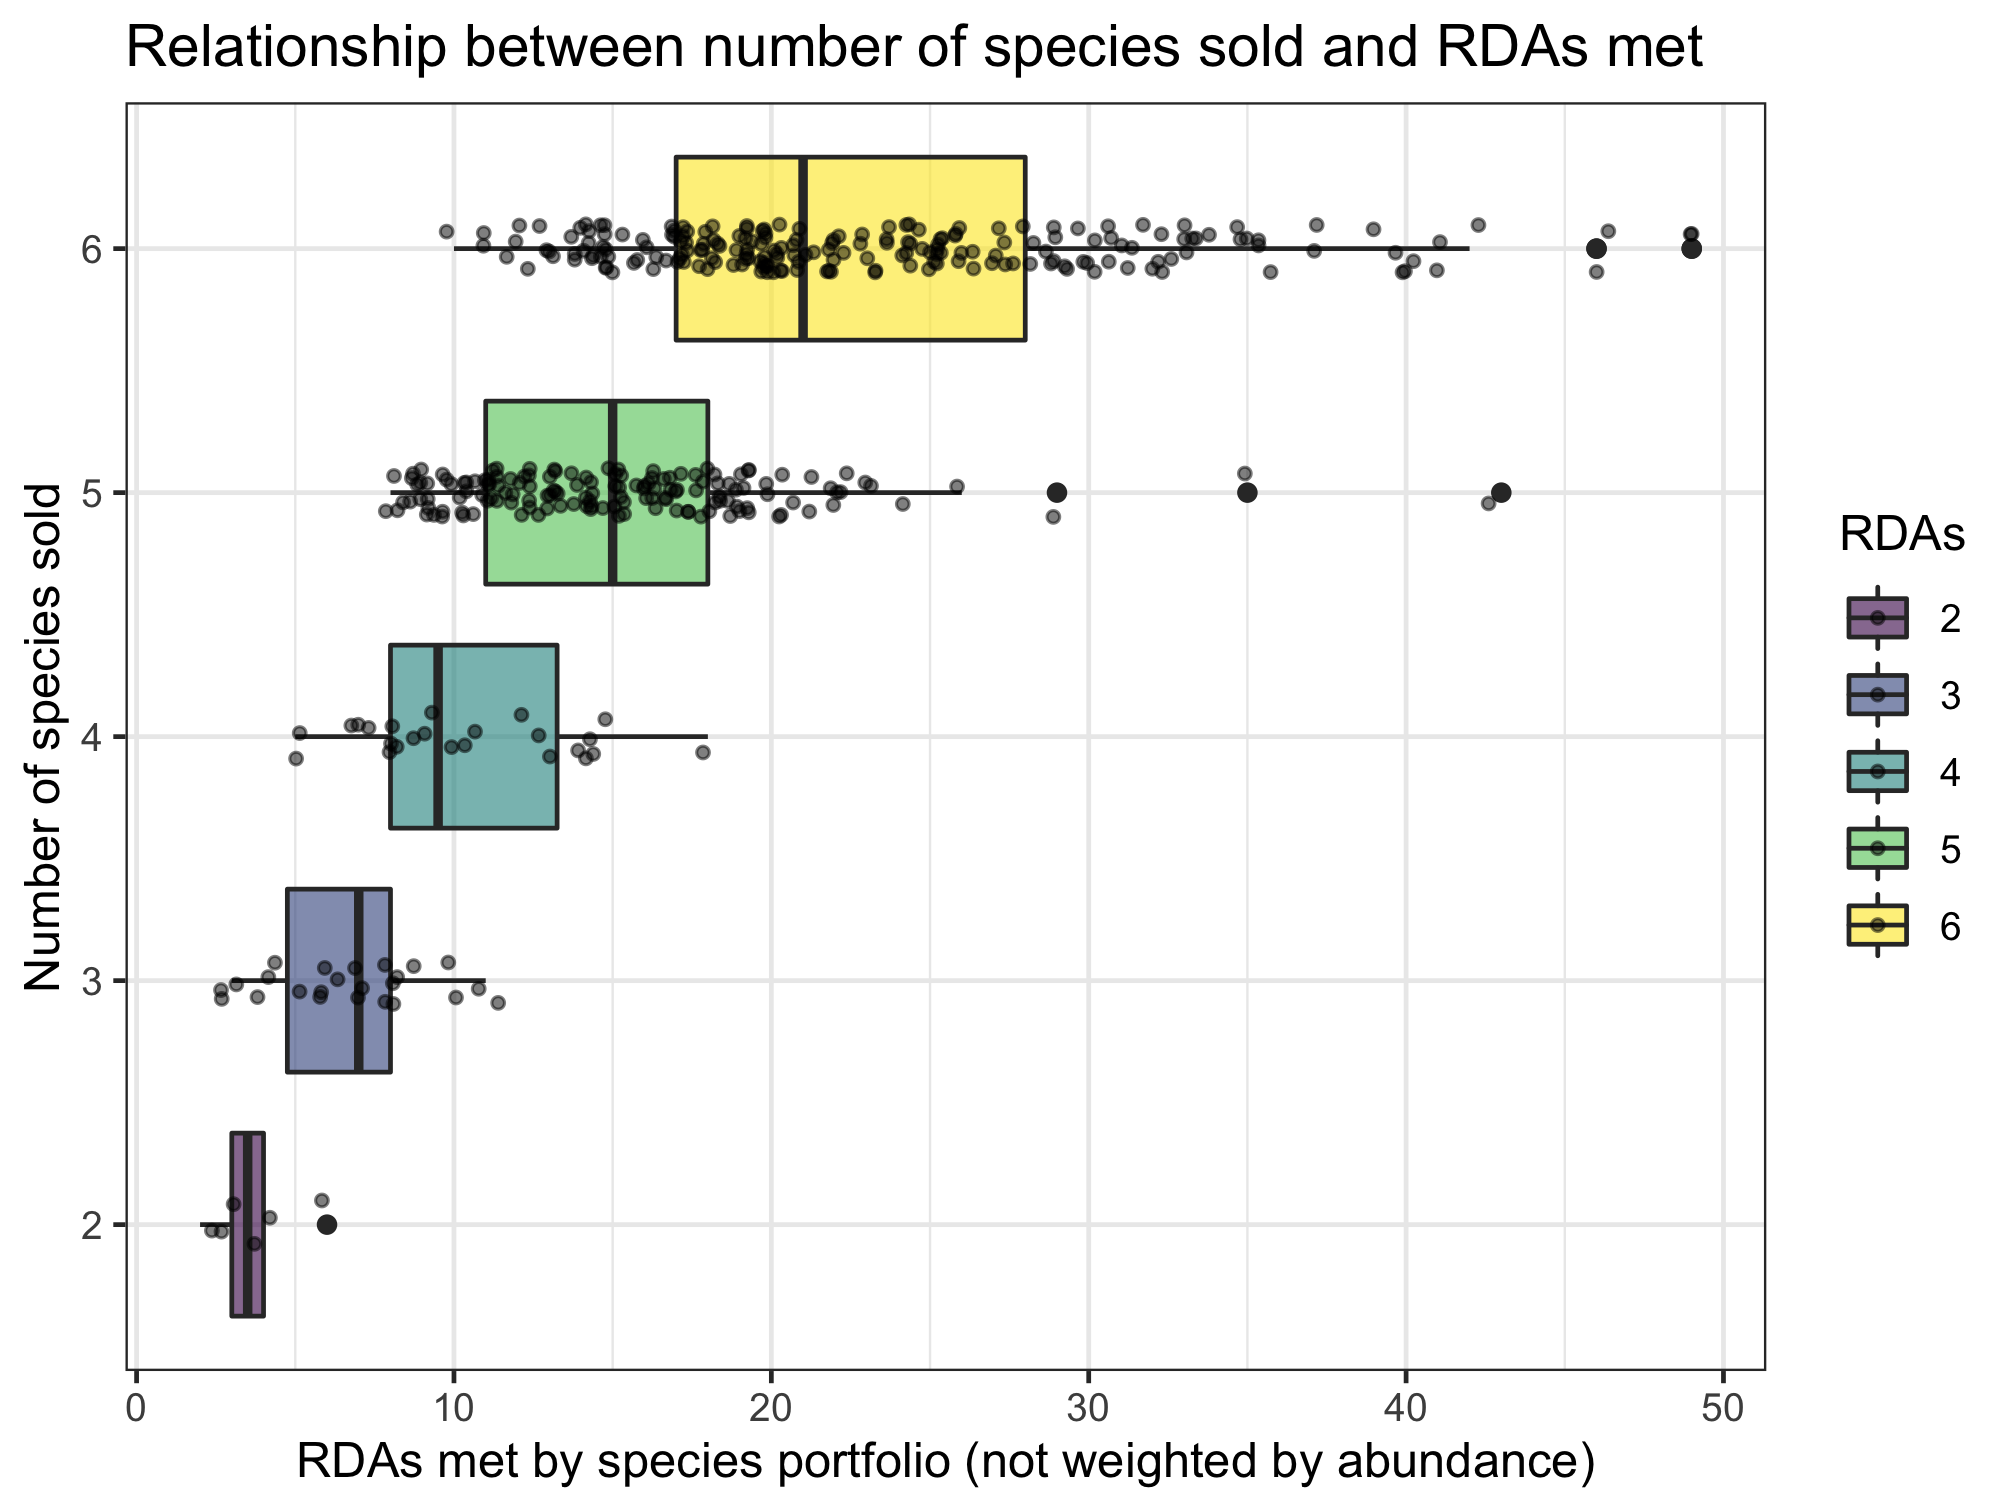 Relationship between number of species sold and RDAs met
Number of species sold
6
5
4
3
2
0 10 20 30 40 50
RDAs met by species portfolio (not weighted by abundance)
RDAs
2
3
4
5
6